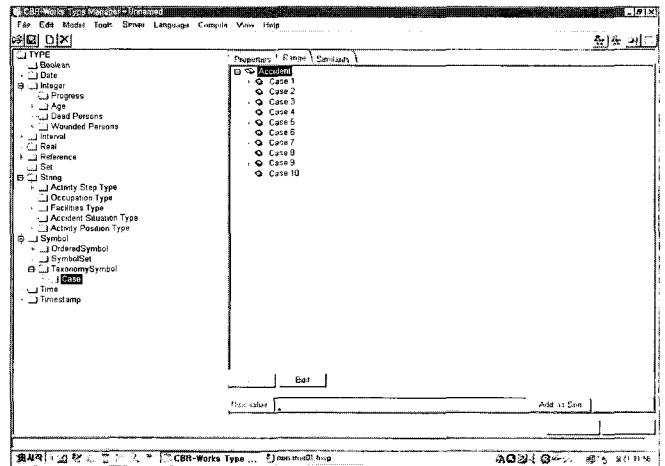 CBR-Works Type Manager - Unnamed
File Edit Model Tools Server Language Compile View Help
TYPE
Boolean
Date
Integer
Progress
Age
Dead Persons
Wounded Persons
Interval
Real
Reference
Set
String
Activity Step Type
Occupation Type
Facilities Type
Accident Situation Type
Activity Position Type
Symbol
OrderedSymbol
SymbolSet
TaxonomySymbol
Case
Time
Timestamp
Properties Range Similarity
Accident
Case 1
Case 2
Case 3
Case 4
Case 5
Case 6
Case 7
Case 8
Case 9
Case 10
Edit
New value
Add as Son
CBR-Works Type ...